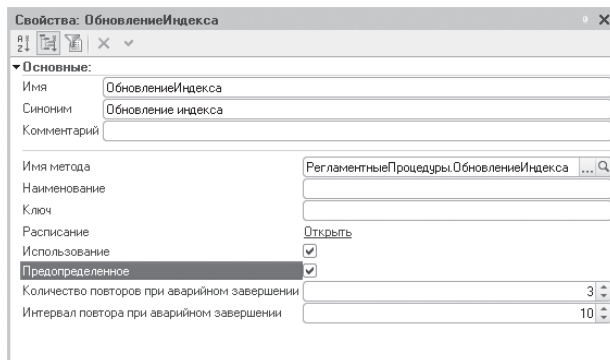 Свойства: ОбновлениеИндекса
Основные:
Имя ОбновлениеИндекса
Синоним Обновление индекса
Комментарий
Имя метода РегламентныеПроцедуры.ОбновлениеИндекса ...
Наименование
Ключ
Расписание Открыть
Использование
Предопределенное
Количество повторов при аварийном завершении 3
Интервал повтора при аварийном завершении 10